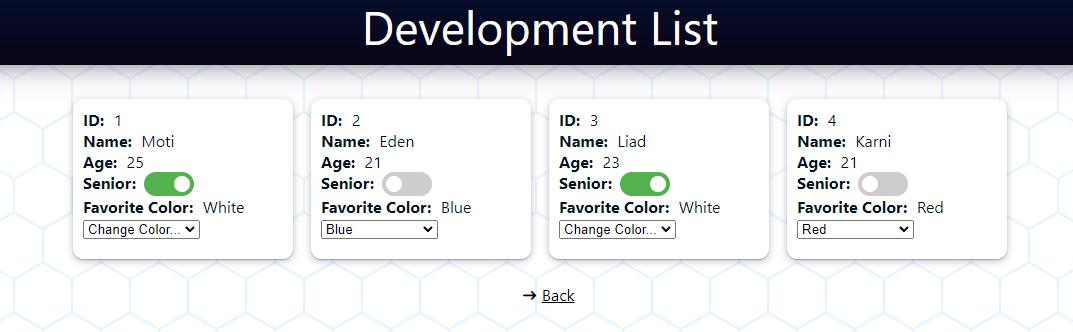 Development List
ID: 1
Name: Moti
Age: 25
Senior:
Favorite Color: White
Change Color...
ID: 2
Name: Eden
Age: 21
Senior:
Favorite Color: Blue
Blue
ID: 3
Name: Liad
Age: 23
Senior:
Favorite Color: White
Change Color...
ID: 4
Name: Karni
Age: 21
Senior:
Favorite Color: Red
Red
→ Back